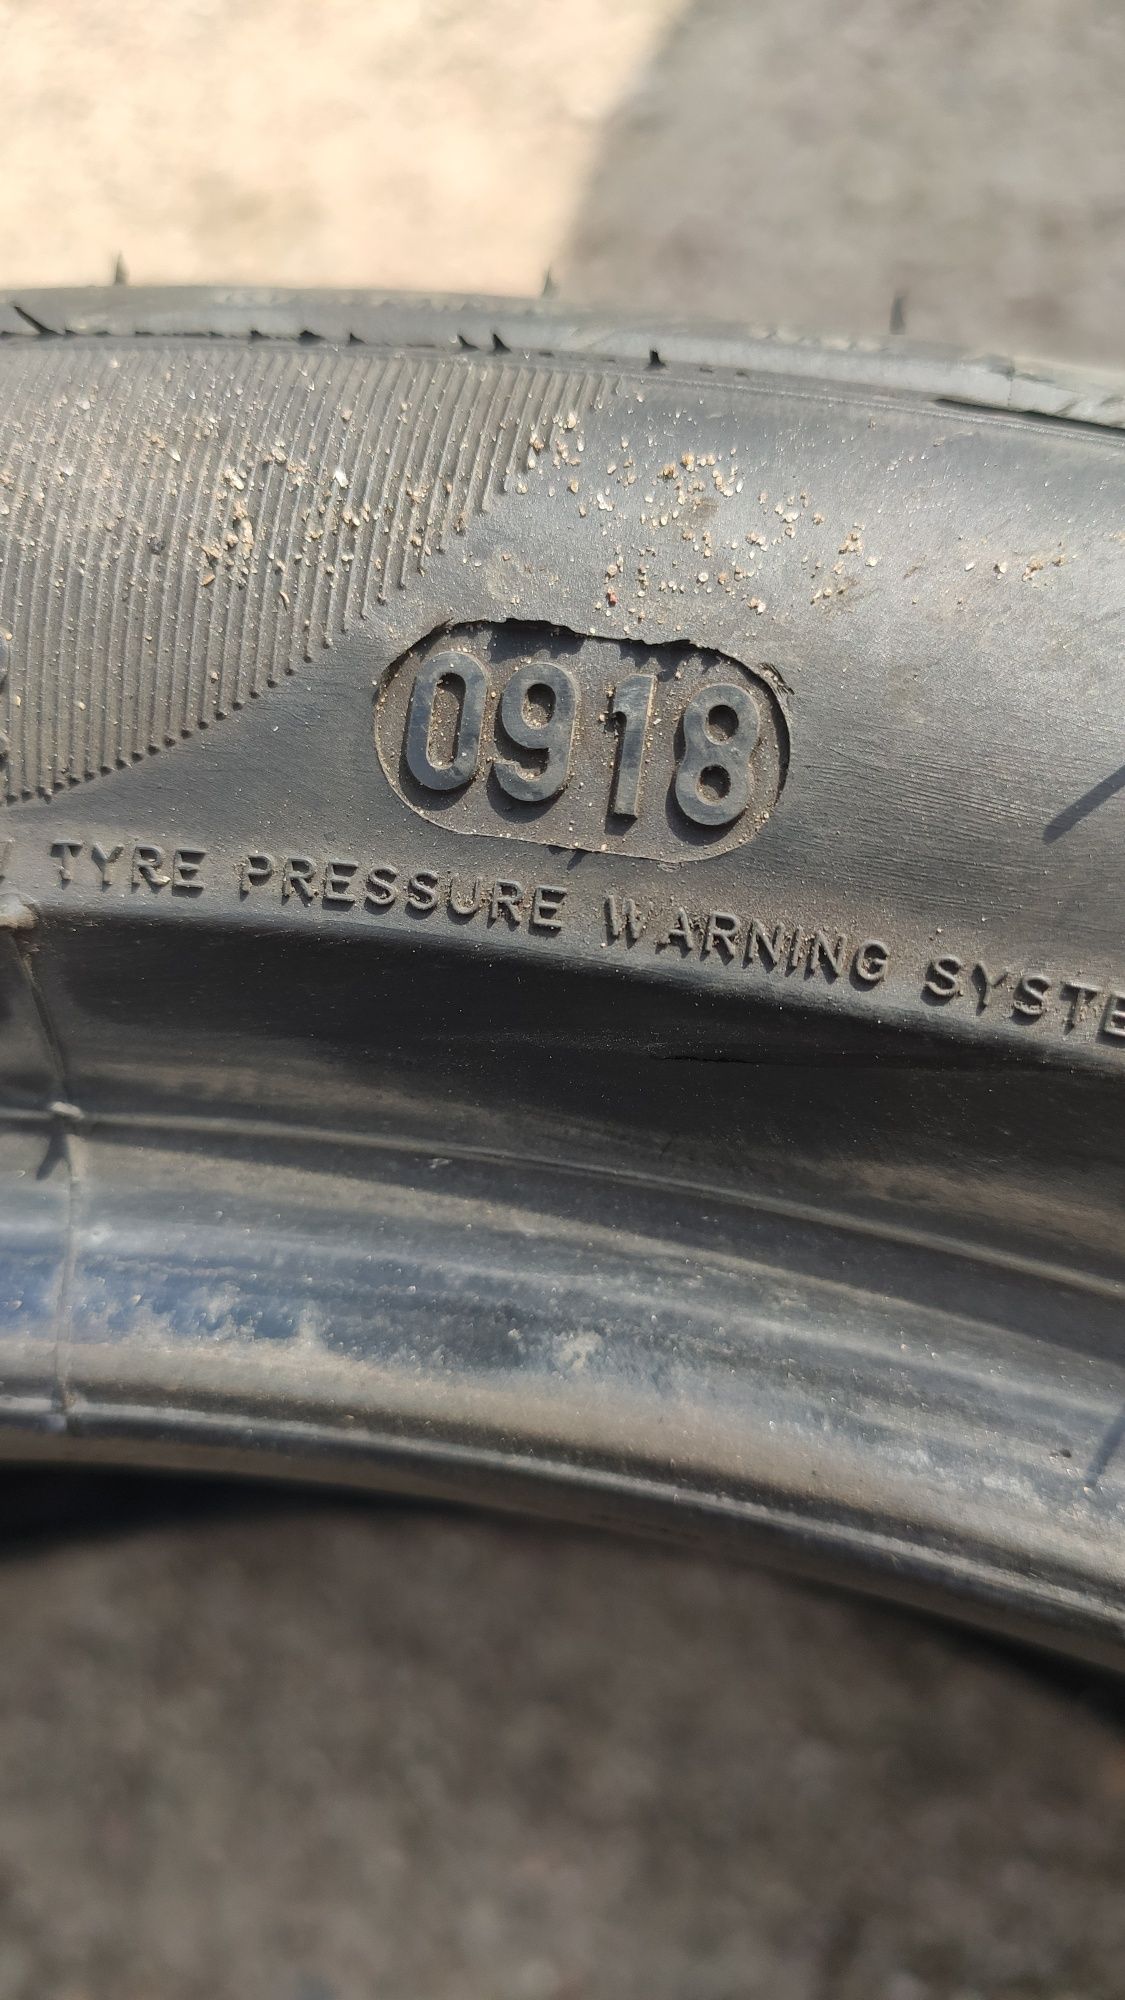 0918
TYRE PRESSURE WARNING SYSTE